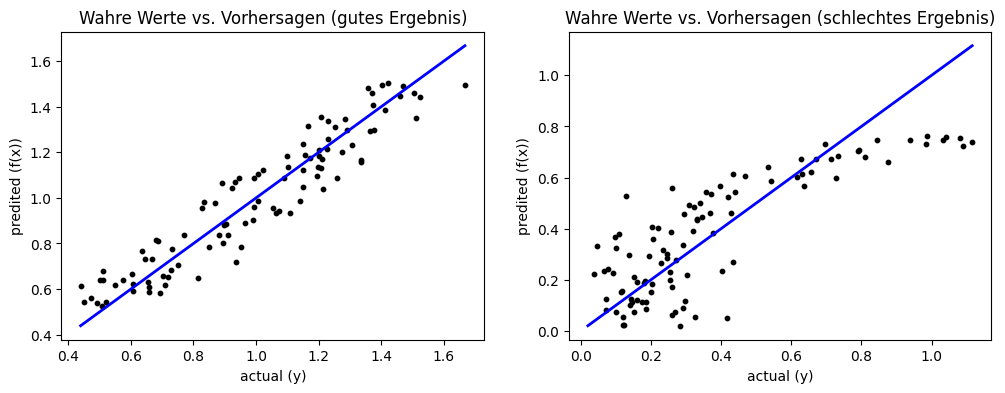 Wahre Werte vs. Vorhersagen (gutes Ergebnis)
1.6
1.4
1.2
1.0
0.8
0.6
0.4
predited (f(x))
0.4 0.6 0.8 1.0 1.2 1.4 1.6
actual (y)
Wahre Werte vs. Vorhersagen (schlechtes Ergebnis)
1.0
0.8
0.6
0.4
0.2
0.0
predited (f(x))
0.0 0.2 0.4 0.6 0.8 1.0
actual (y)